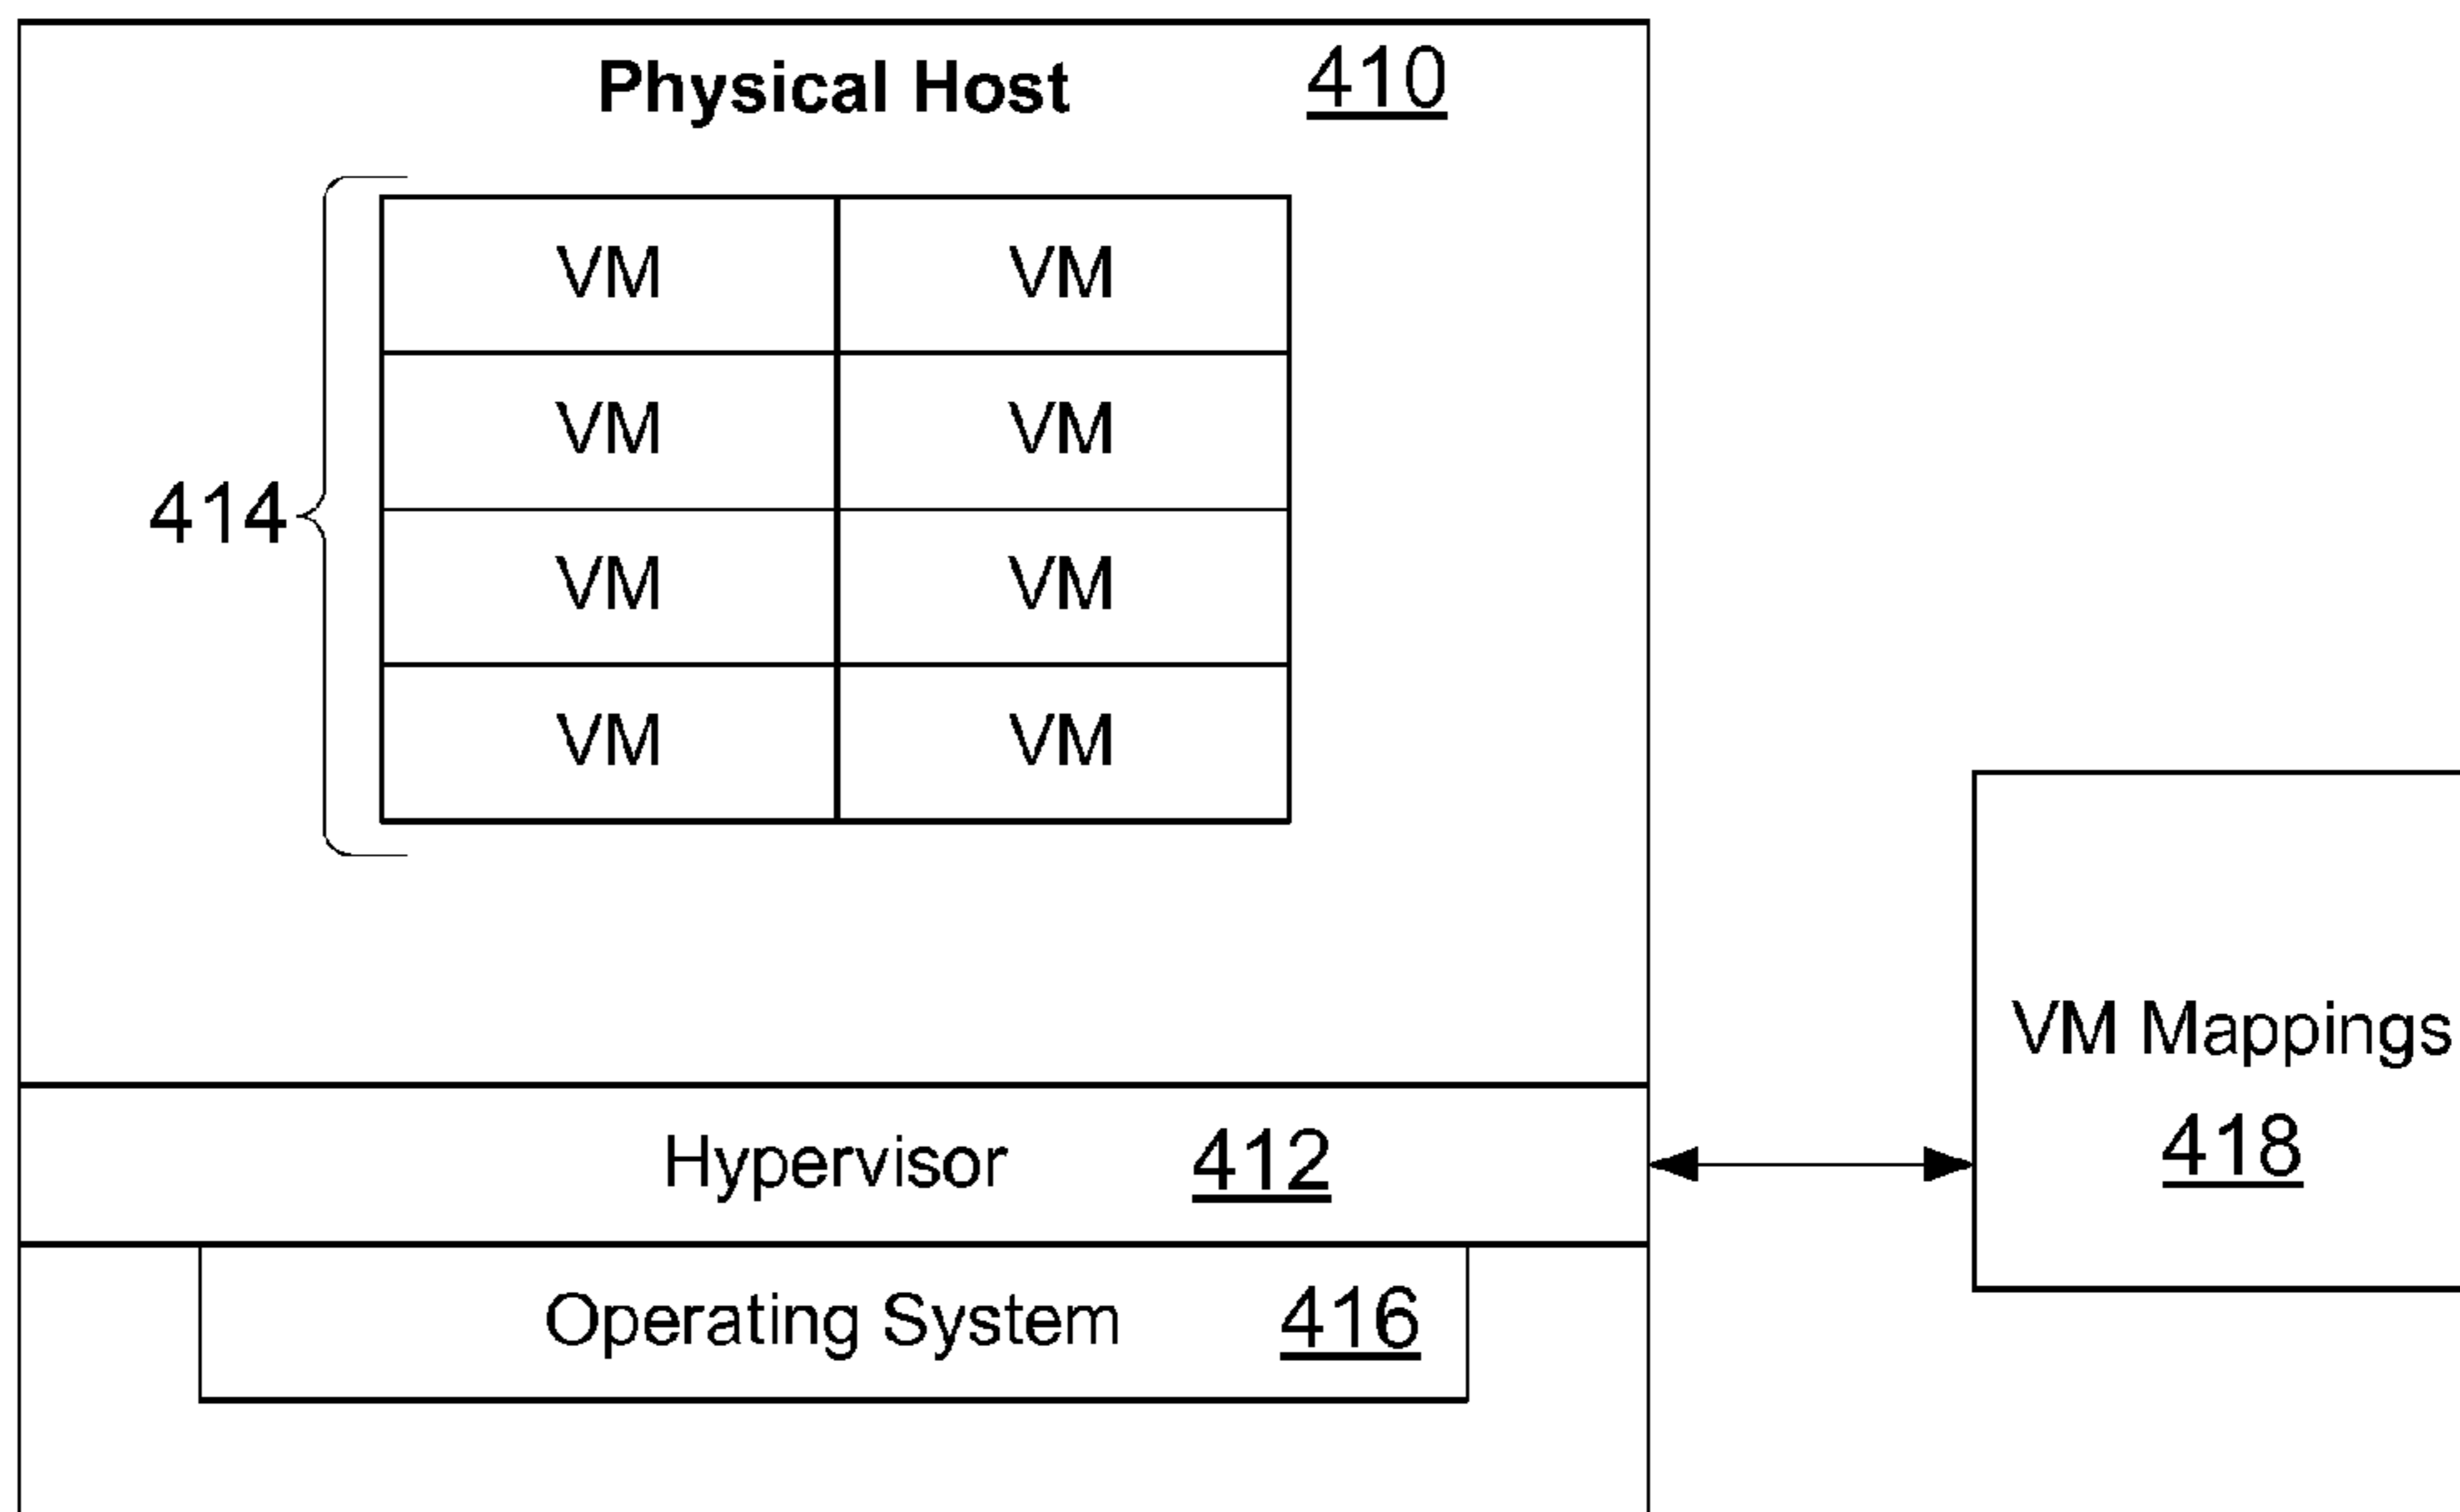 Physical Host 410
VM VM
VM VM
414
VM VM
VM VM
VM Mappings
418
Hypervisor 412
Operating System 416